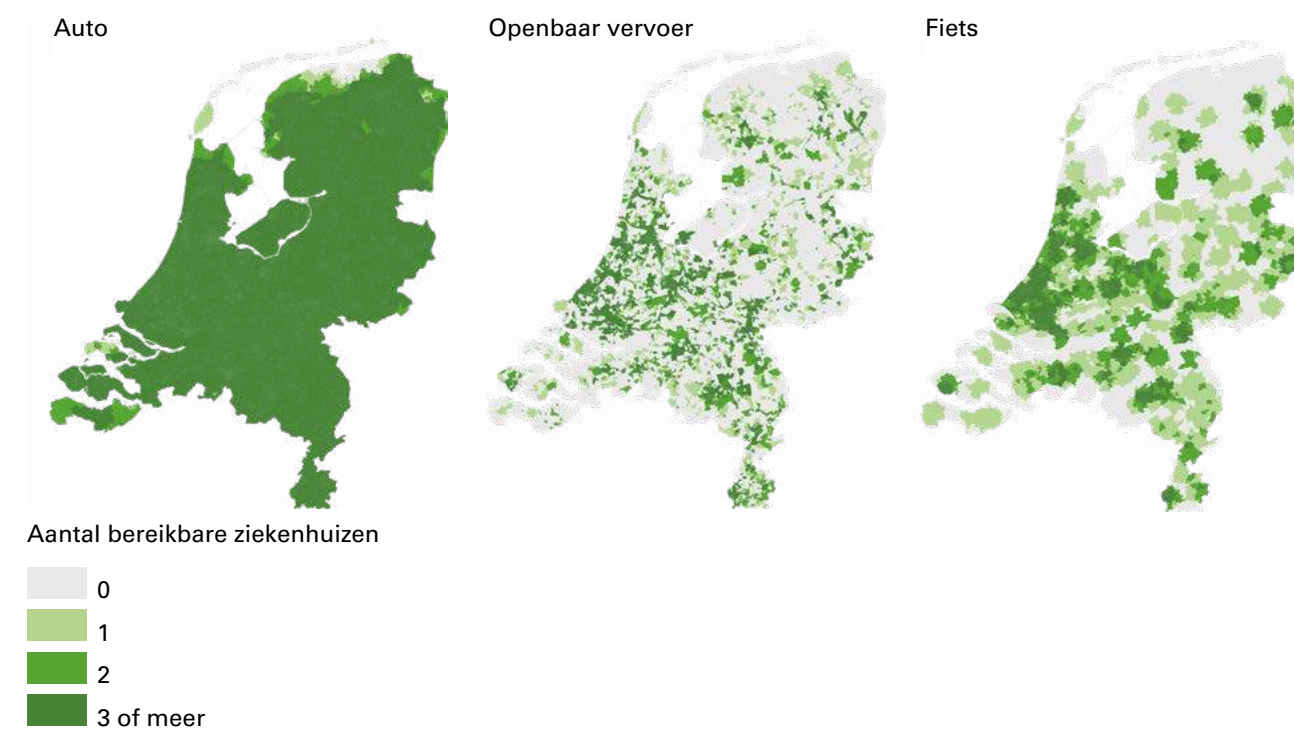 Auto
Openbaar vervoer
Fiets
Aantal bereikbare ziekenhuizen
0
1
2
3 of meer